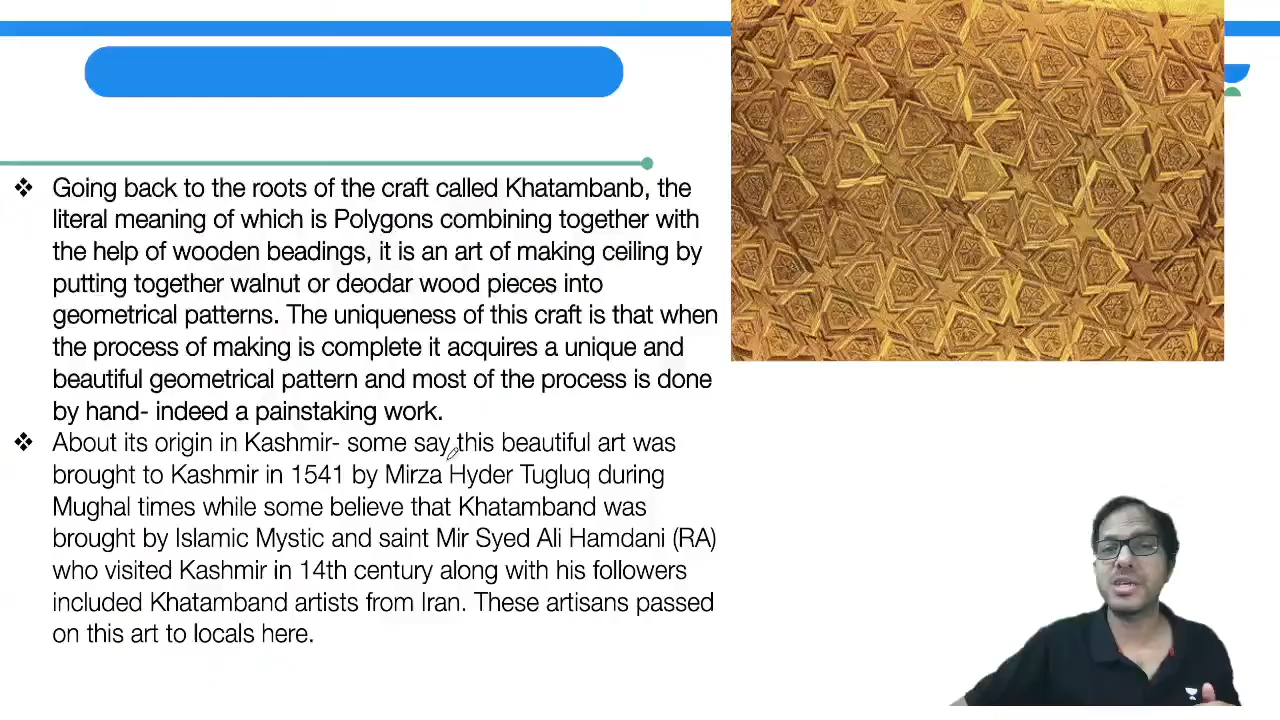 ❖ Going back to the roots of the craft called Khatambanb, the
literal meaning of which is Polygons combining together with
the help of wooden beadings, it is an art of making ceiling by
putting together walnut or deodar wood pieces into
geometrical patterns. The uniqueness of this craft is that when
the process of making is complete it acquires a unique and
beautiful geometrical pattern and most of the process is done
by hand- indeed a painstaking work.
❖ About its origin in Kashmir- some say this beautiful art was
brought to Kashmir in 1541 by Mirza Hyder Tugluq during
Mughal times while some believe that Khatamband was
brought by Islamic Mystic and saint Mir Syed Ali Hamdani (RA)
who visited Kashmir in 14th century along with his followers
included Khatamband artists from Iran. These artisans passed
on this art to locals here.